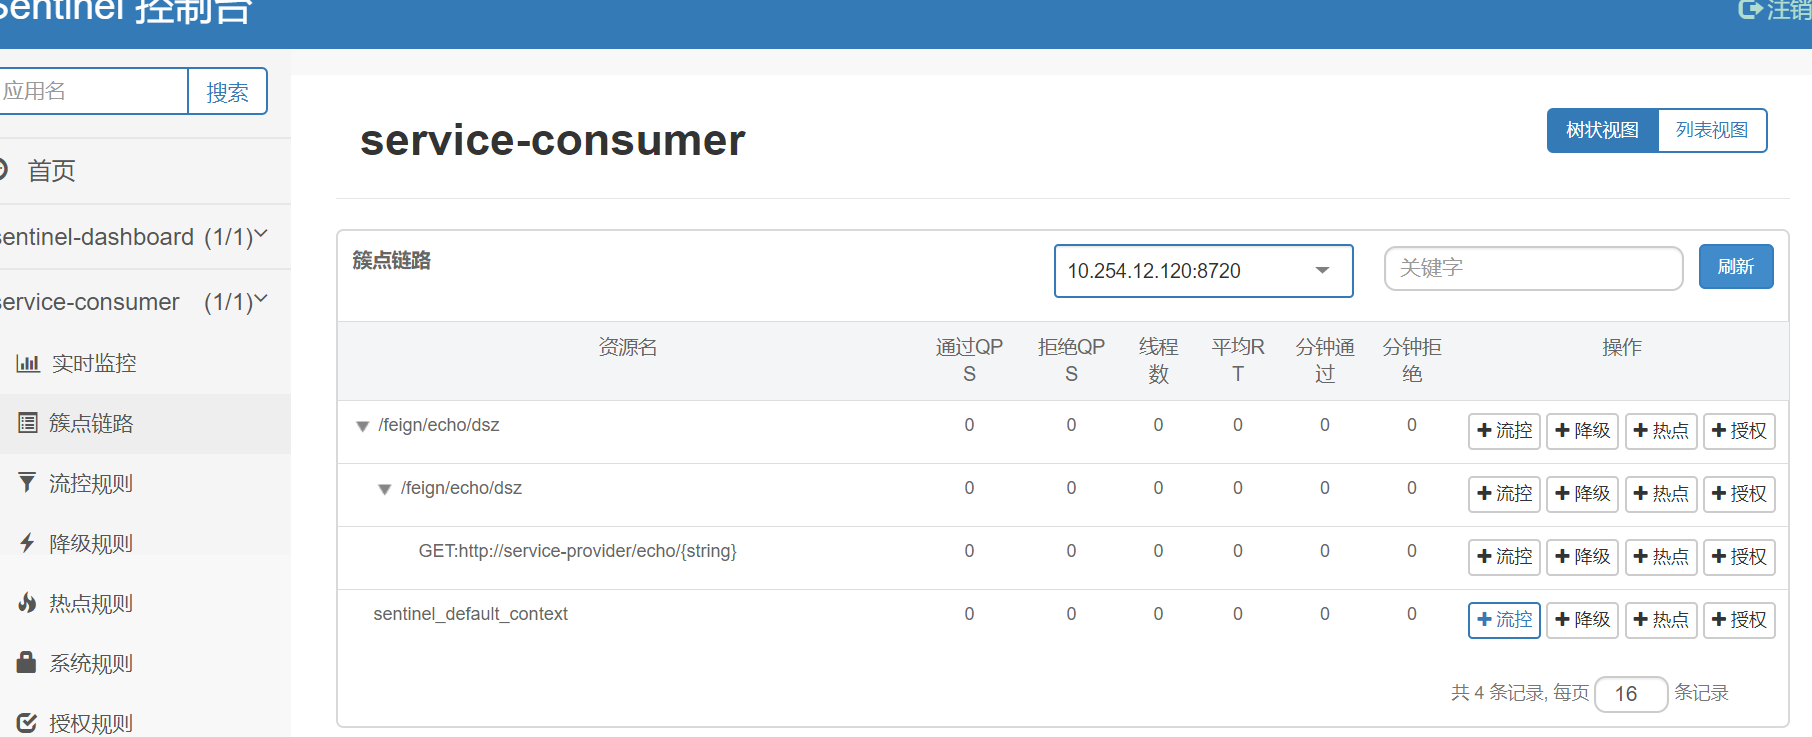 Sentinel 控制台
注销
应用名
搜索
首页
sentinel-dashboard (1/1)
service-consumer (1/1)
实时监控
簇点链路
流控规则
降级规则
热点规则
系统规则
授权规则
service-consumer
树状视图 列表视图
簇点链路
10.254.12.120:8720
关键字
刷新
资源名 通过QPS 拒绝QPS 线程数 平均RT 分钟通过 分钟拒绝 操作
/feign/echo/dsz 0 0 0 0 0 0 流控 降级 热点 授权
/feign/echo/dsz 0 0 0 0 0 0 流控 降级 热点 授权
GET:http://service-provider/echo/{string} 0 0 0 0 0 0 流控 降级 热点 授权
sentinel_default_context 0 0 0 0 0 0 流控 降级 热点 授权
共 4 条记录, 每页 16 条记录